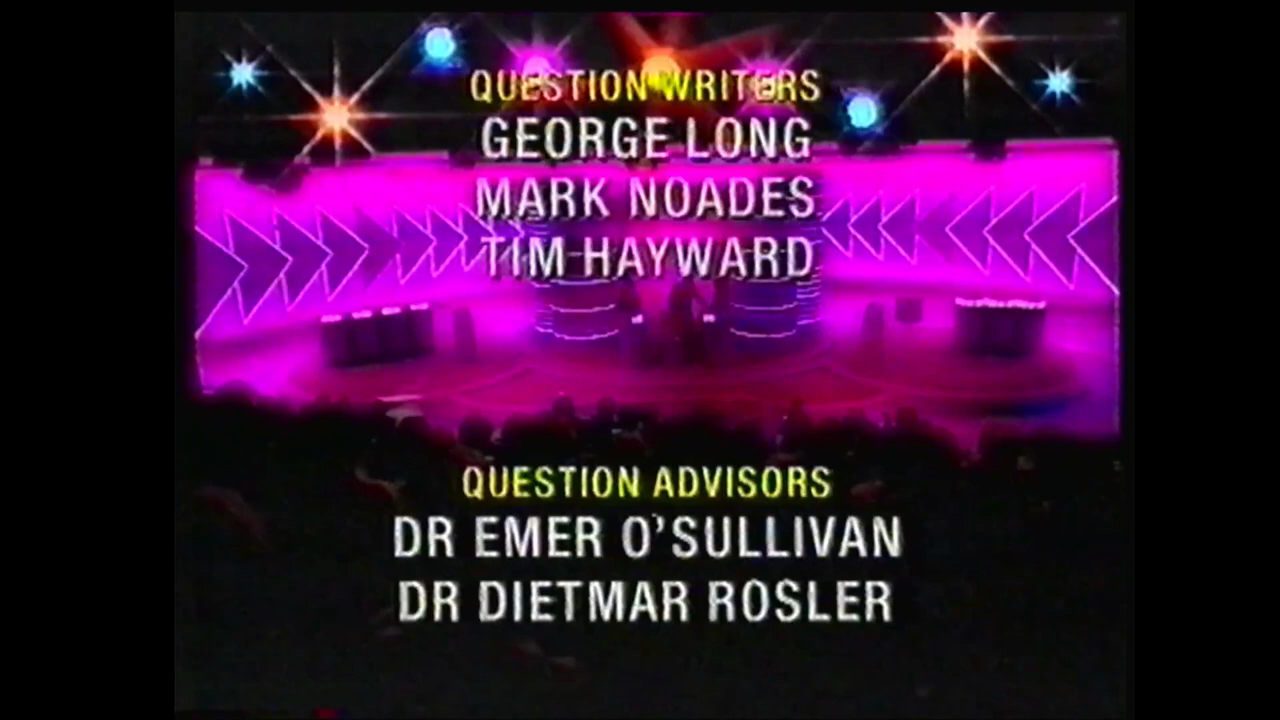 QUESTION WRITERS
GEORGE LONG
MARK NOADES
TIM HAYWARD
QUESTION ADVISORS
DR EMER O'SULLIVAN
DR DIETMAR ROSLER